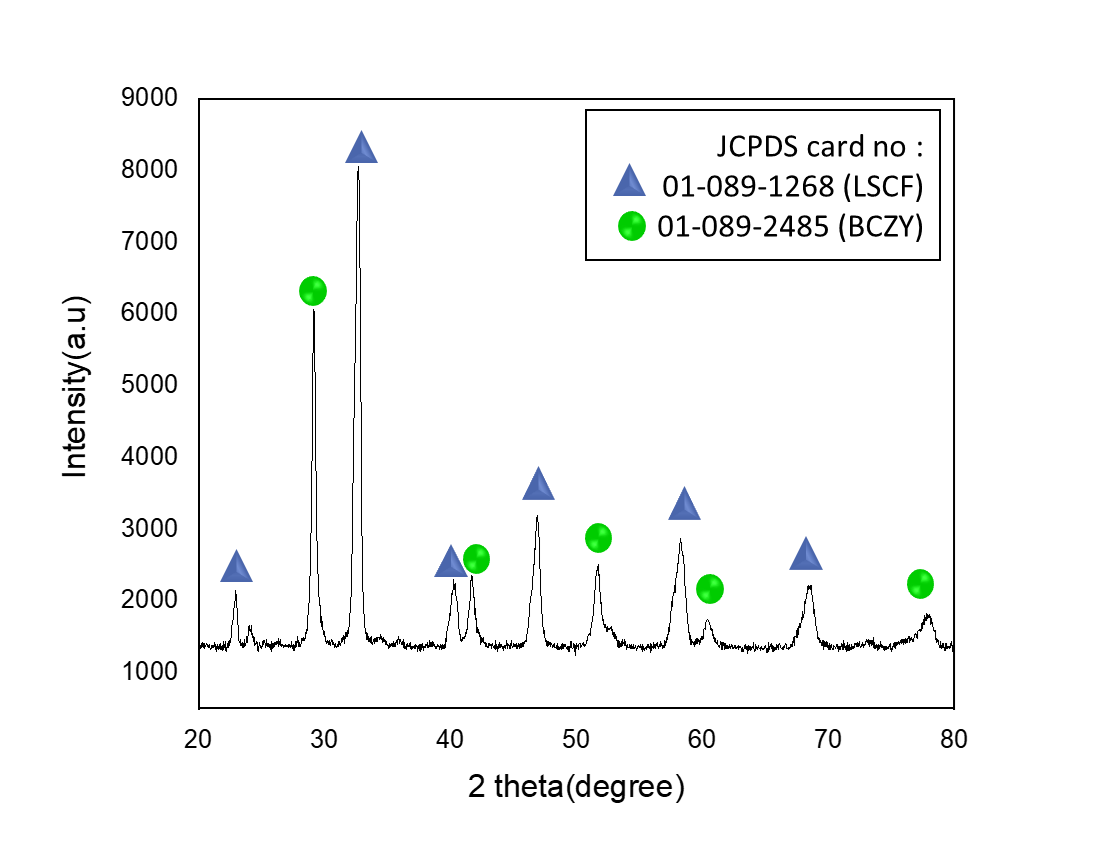 9000
8000
7000
6000
5000
4000
3000
2000
1000
Intensity(a.u)
JCPDS card no :
01-089-1268 (LSCF)
01-089-2485 (BCZY)
20 30 40 50 60 70 80
2 theta(degree)